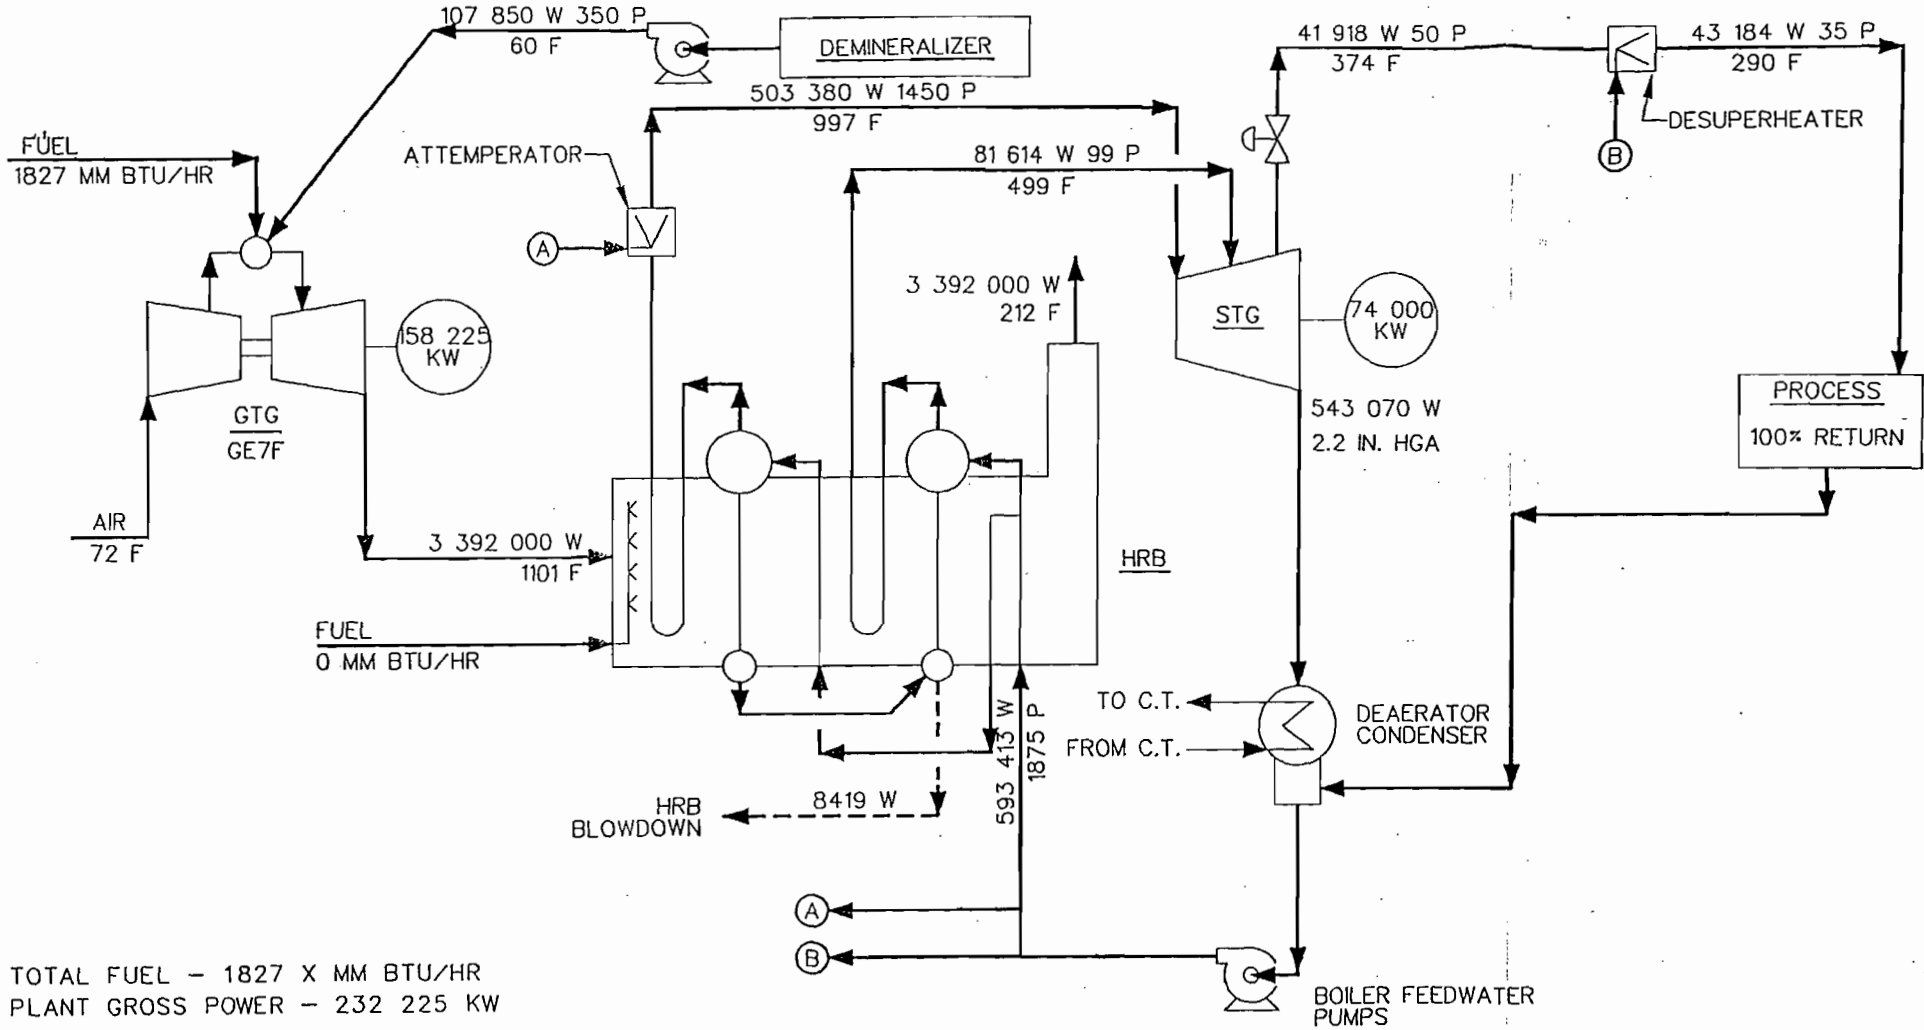 107 850 W 350 P
60 F
DEMINERALIZER
41 918 W 50 P
374 F
43 184 W 35 P
290 F
DESUPERHEATER
B
503 380 W 1450 P
997 F
FUEL
1827 MM BTU/HR
ATTEMPERATOR
81 614 W 99 P
499 F
A
3 392 000 W
212 F
STG
74 000
KW
158 225
KW
GTG
GE7F
PROCESS
100% RETURN
543 070 W
2.2 IN. HGA
AIR
72 F
3 392 000 W
1101 F
HRB
FUEL
0 MM BTU/HR
TO C.T.
FROM C.T.
DEAERATOR
CONDENSER
593 413 W
1875 P
HRB
BLOWDOWN
8419 W
A
B
BOILER FEEDWATER
PUMPS
TOTAL FUEL – 1827 X MM BTU/HR
PLANT GROSS POWER – 232 225 KW